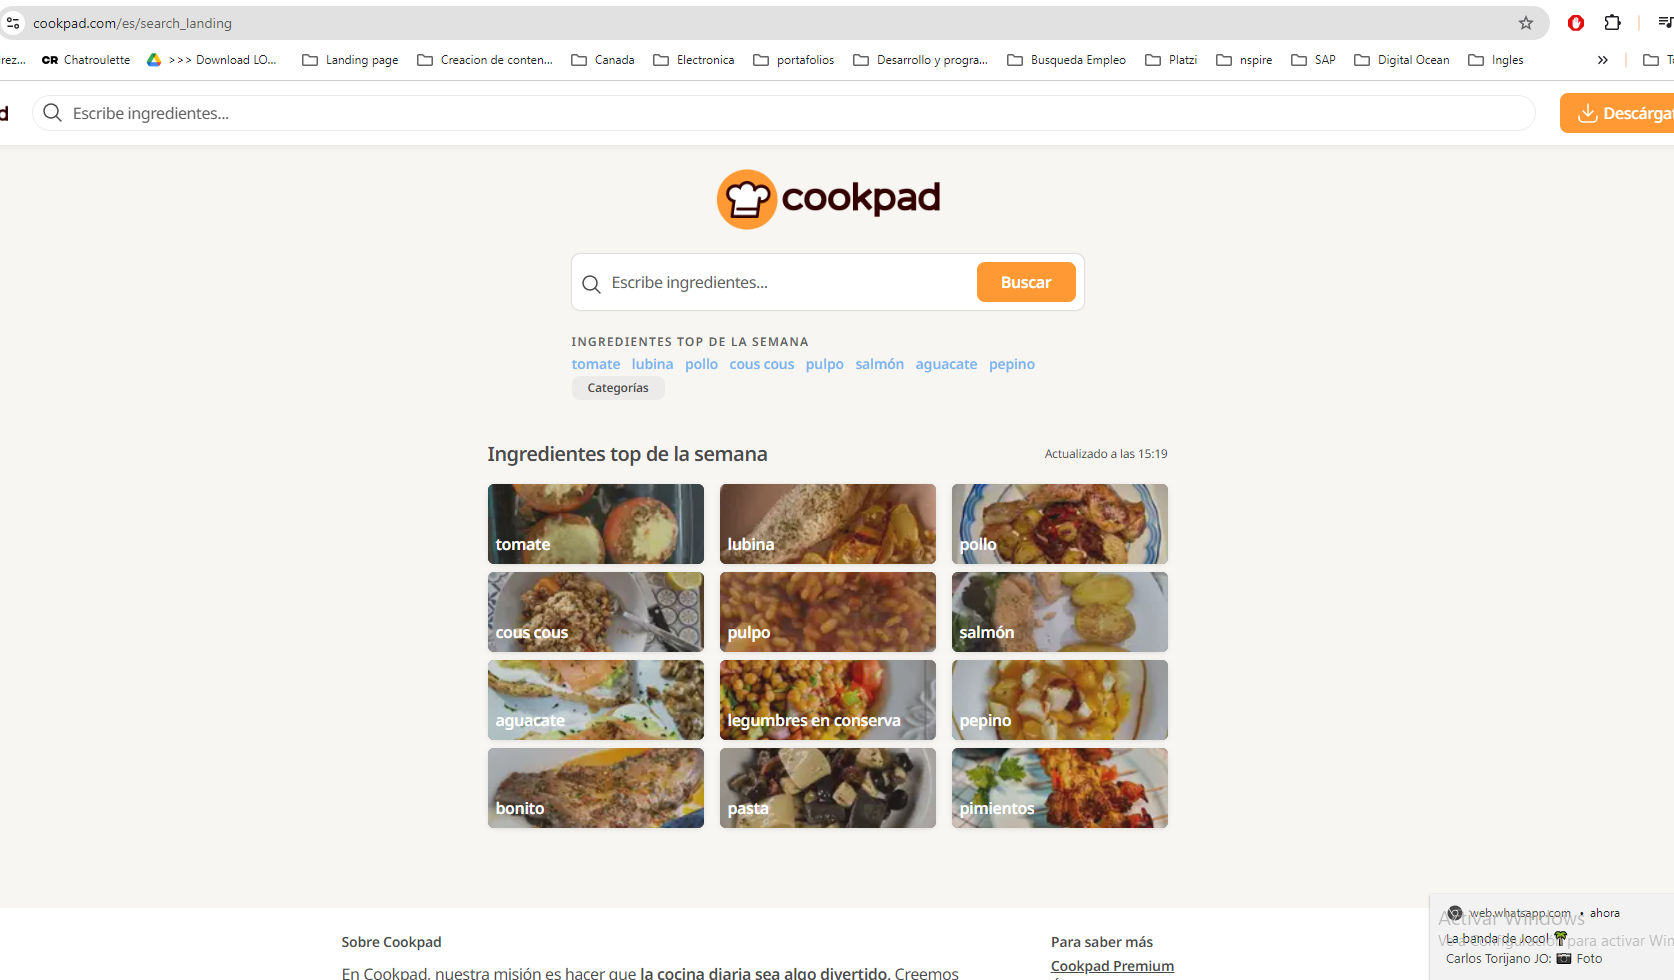 cookpad.com/es/search_landing
rez... CR Chatroulette >>> Download LO... Landing page Creacion de conten... Canada Electronica portafolios Desarrollo y progra... Busqueda Empleo Platzi nspire SAP Digital Ocean Ingles »
d Escribe ingredientes... Descárgat
cookpad
Escribe ingredientes... Buscar
INGREDIENTES TOP DE LA SEMANA
tomate lubina pollo cous cous pulpo salmón aguacate pepino
Categorías
Ingredientes top de la semana Actualizado a las 15:19
tomate lubina pollo
cous cous pulpo salmón
aguacate legumbres en conserva pepino
bonito pasta pimientos
Sobre Cookpad Para saber más
En Cookpad, nuestra misión es hacer que la cocina diaria sea algo divertido. Creemos
Cookpad Premium
web.whatsapp.com • ahora
Activar Windows
La banda de Joco! 🌴
Ve a Configuración para activar Win
Carlos Torijano JO: 📷 Foto